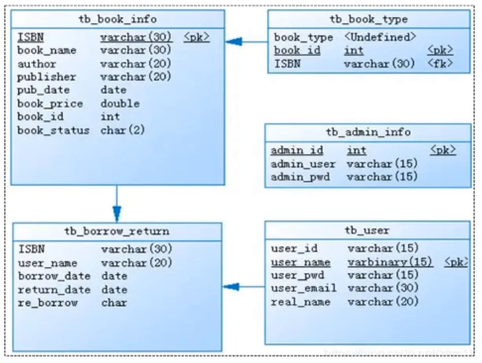 tb_book_info
ISBN varchar(30) <pk>
book_name varchar(30)
author varchar(20)
publisher varchar(20)
pub_date date
book_price double
book_id int
book_status char(2)
tb_book_type
book_type <Undefined>
book_id int <pk>
ISBN varchar(30) <fk>
tb_admin_info
admin_id int <pk>
admin_user varchar(15)
admin_pwd varchar(15)
tb_borrow_return
ISBN varchar(30)
user_name varchar(20)
borrow_date date
return_date date
re_borrow char
tb_user
user_id varchar(15)
user_name varbinary(15) <pk>
user_pwd varchar(15)
user_email varchar(30)
real_name varchar(20)